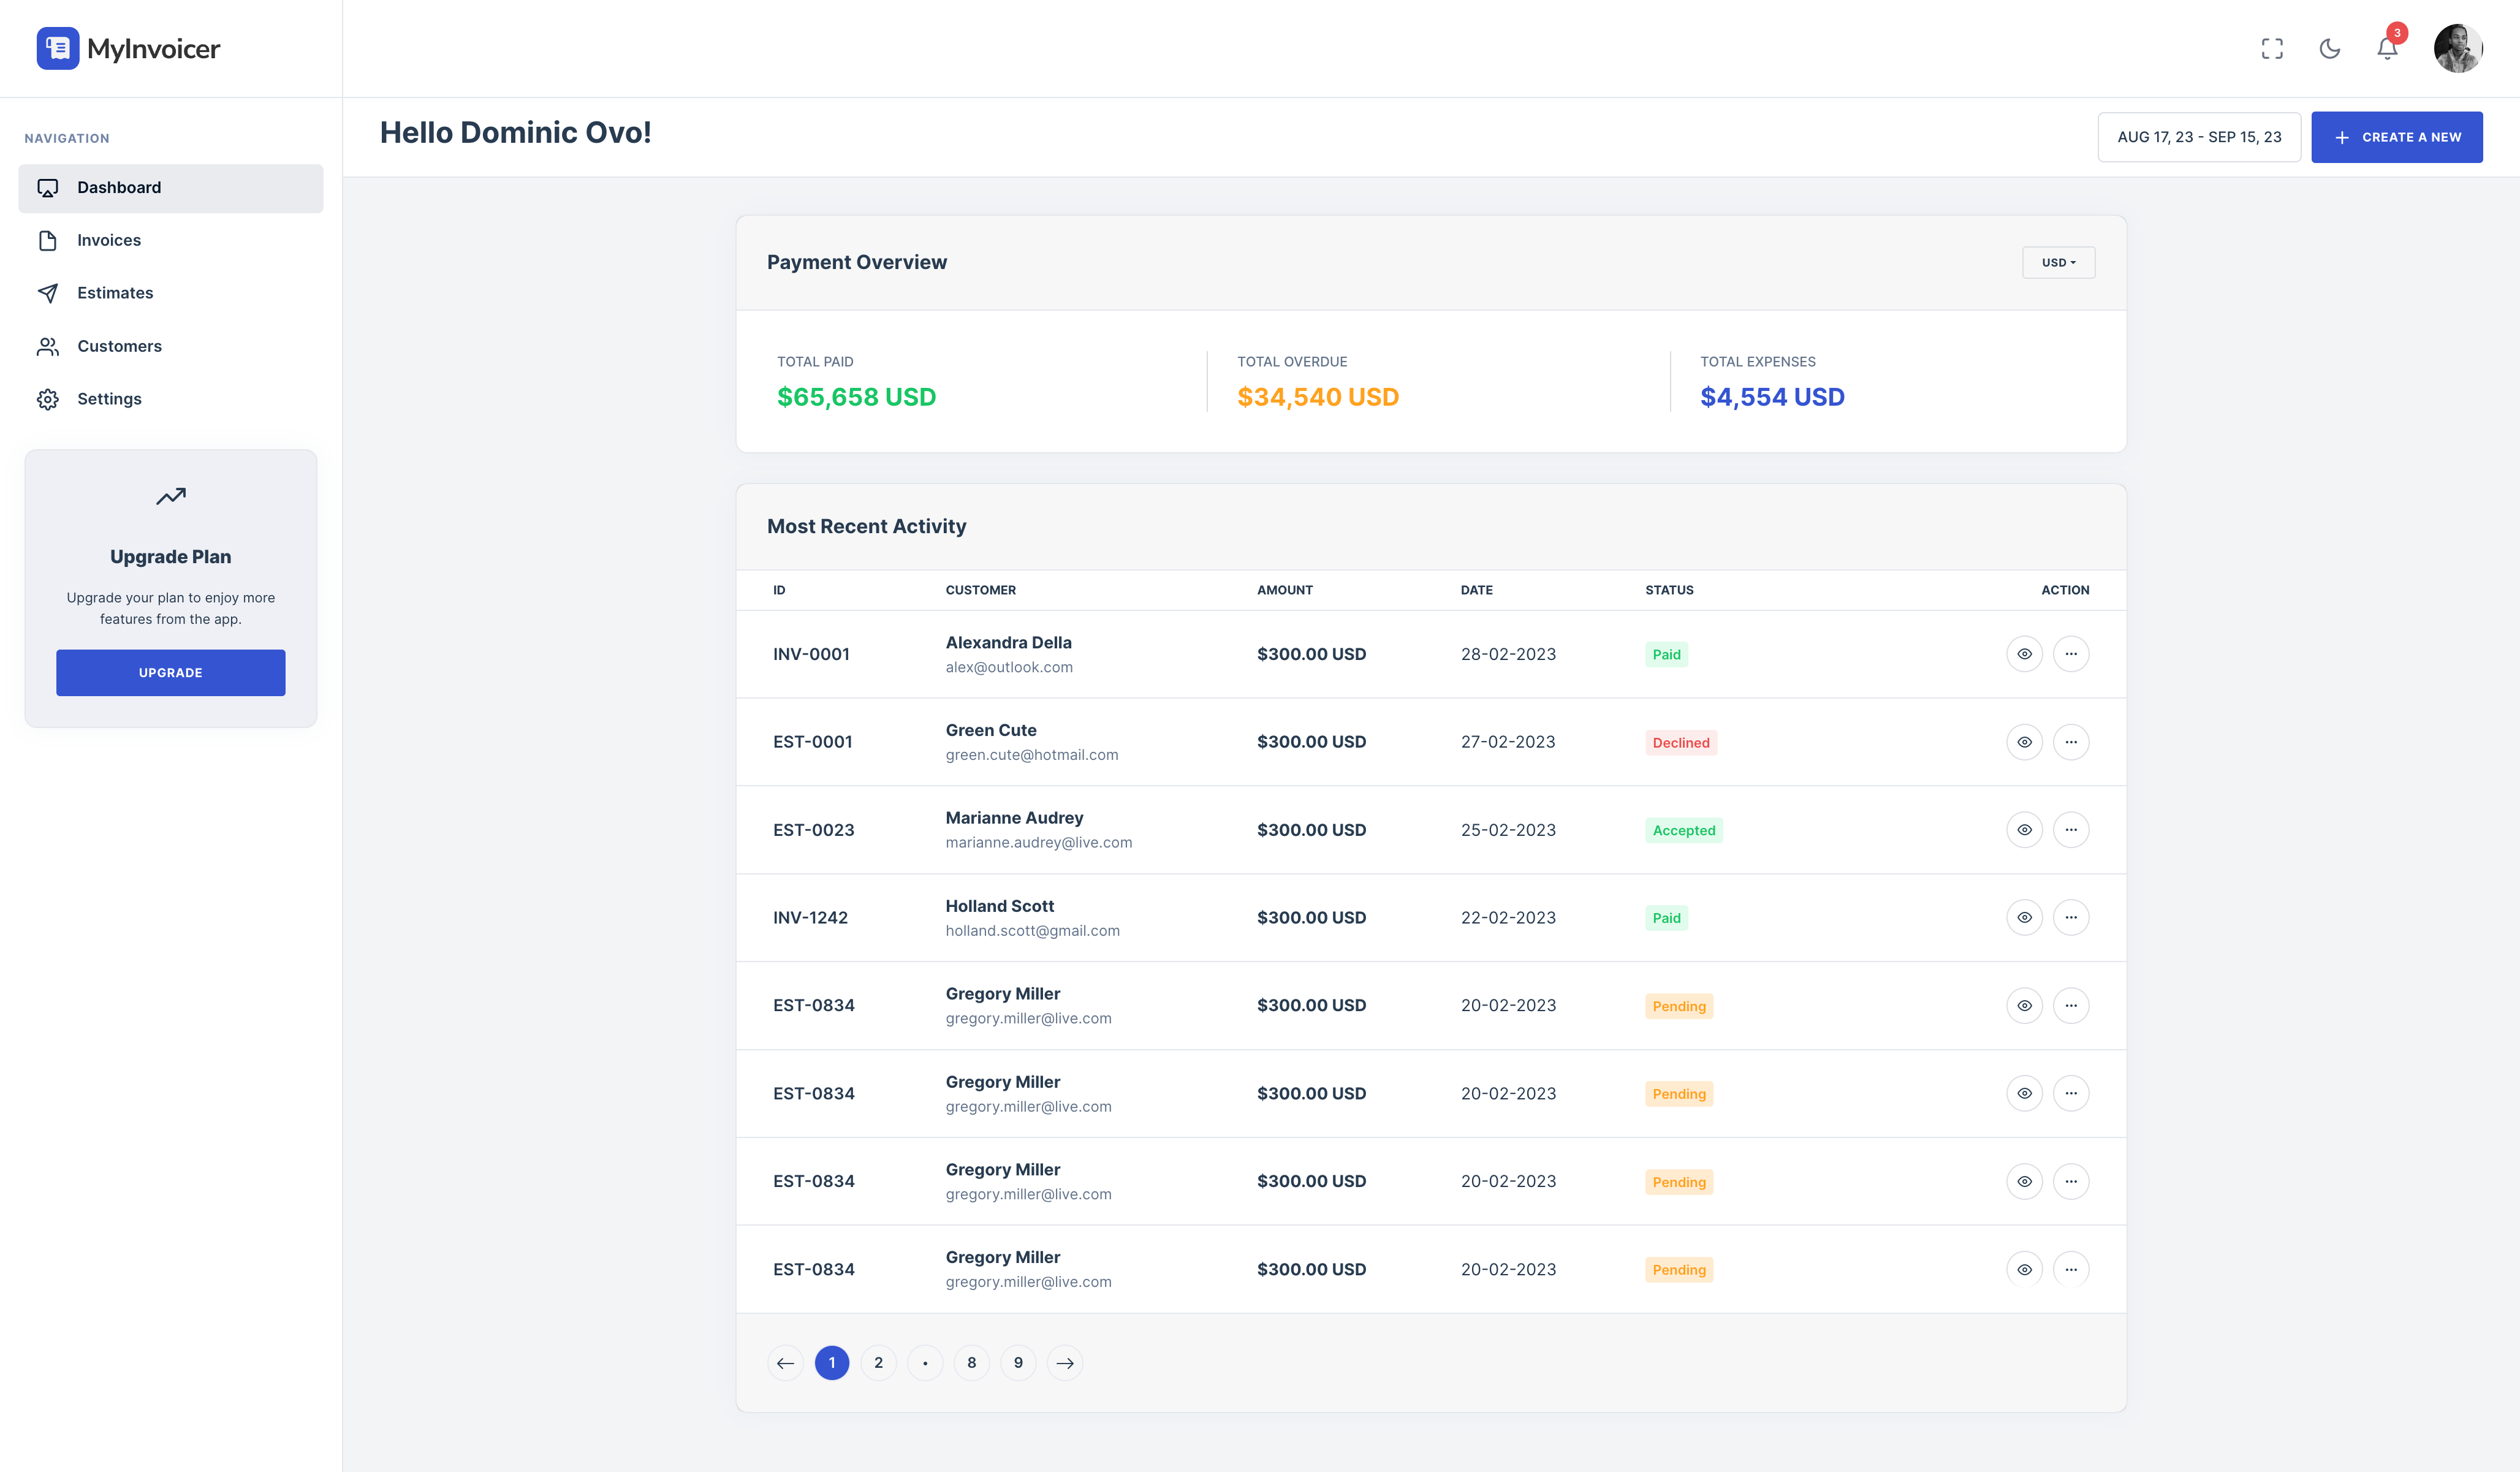 MyInvoicer
3
NAVIGATION
Dashboard
Invoices
Estimates
Customers
Settings
Upgrade Plan
Upgrade your plan to enjoy more
features from the app.
UPGRADE
Hello Dominic Ovo!
AUG 17, 23 - SEP 15, 23
CREATE A NEW
Payment Overview
USD
TOTAL PAID
$65,658 USD
TOTAL OVERDUE
$34,540 USD
TOTAL EXPENSES
$4,554 USD
Most Recent Activity
ID CUSTOMER AMOUNT DATE STATUS ACTION
INV-0001 Alexandra Della $300.00 USD 28-02-2023 Paid
alex@outlook.com
EST-0001 Green Cute $300.00 USD 27-02-2023 Declined
green.cute@hotmail.com
EST-0023 Marianne Audrey $300.00 USD 25-02-2023 Accepted
marianne.audrey@live.com
INV-1242 Holland Scott $300.00 USD 22-02-2023 Paid
holland.scott@gmail.com
EST-0834 Gregory Miller $300.00 USD 20-02-2023 Pending
gregory.miller@live.com
EST-0834 Gregory Miller $300.00 USD 20-02-2023 Pending
gregory.miller@live.com
EST-0834 Gregory Miller $300.00 USD 20-02-2023 Pending
gregory.miller@live.com
EST-0834 Gregory Miller $300.00 USD 20-02-2023 Pending
gregory.miller@live.com
1 2 • 8 9